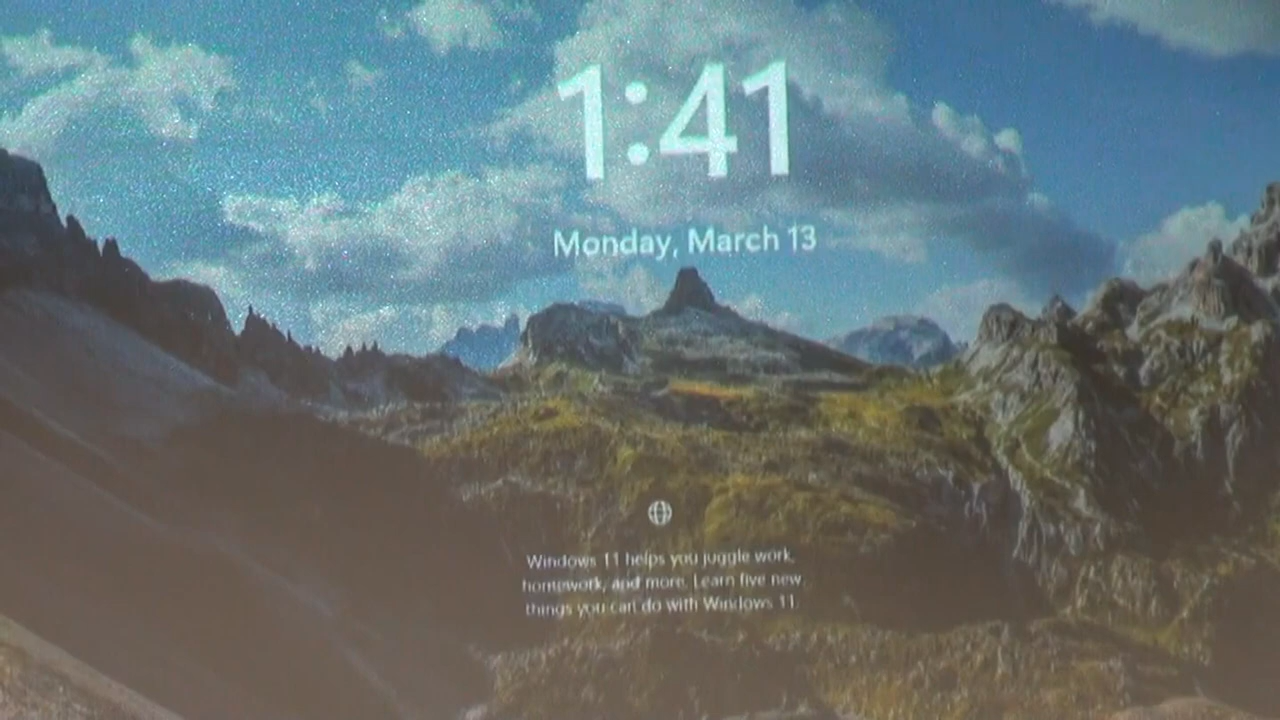 1:41
Monday, March 13
Windows 11 helps you juggle work,
homework, and more. Learn five new
things you can do with Windows 11.